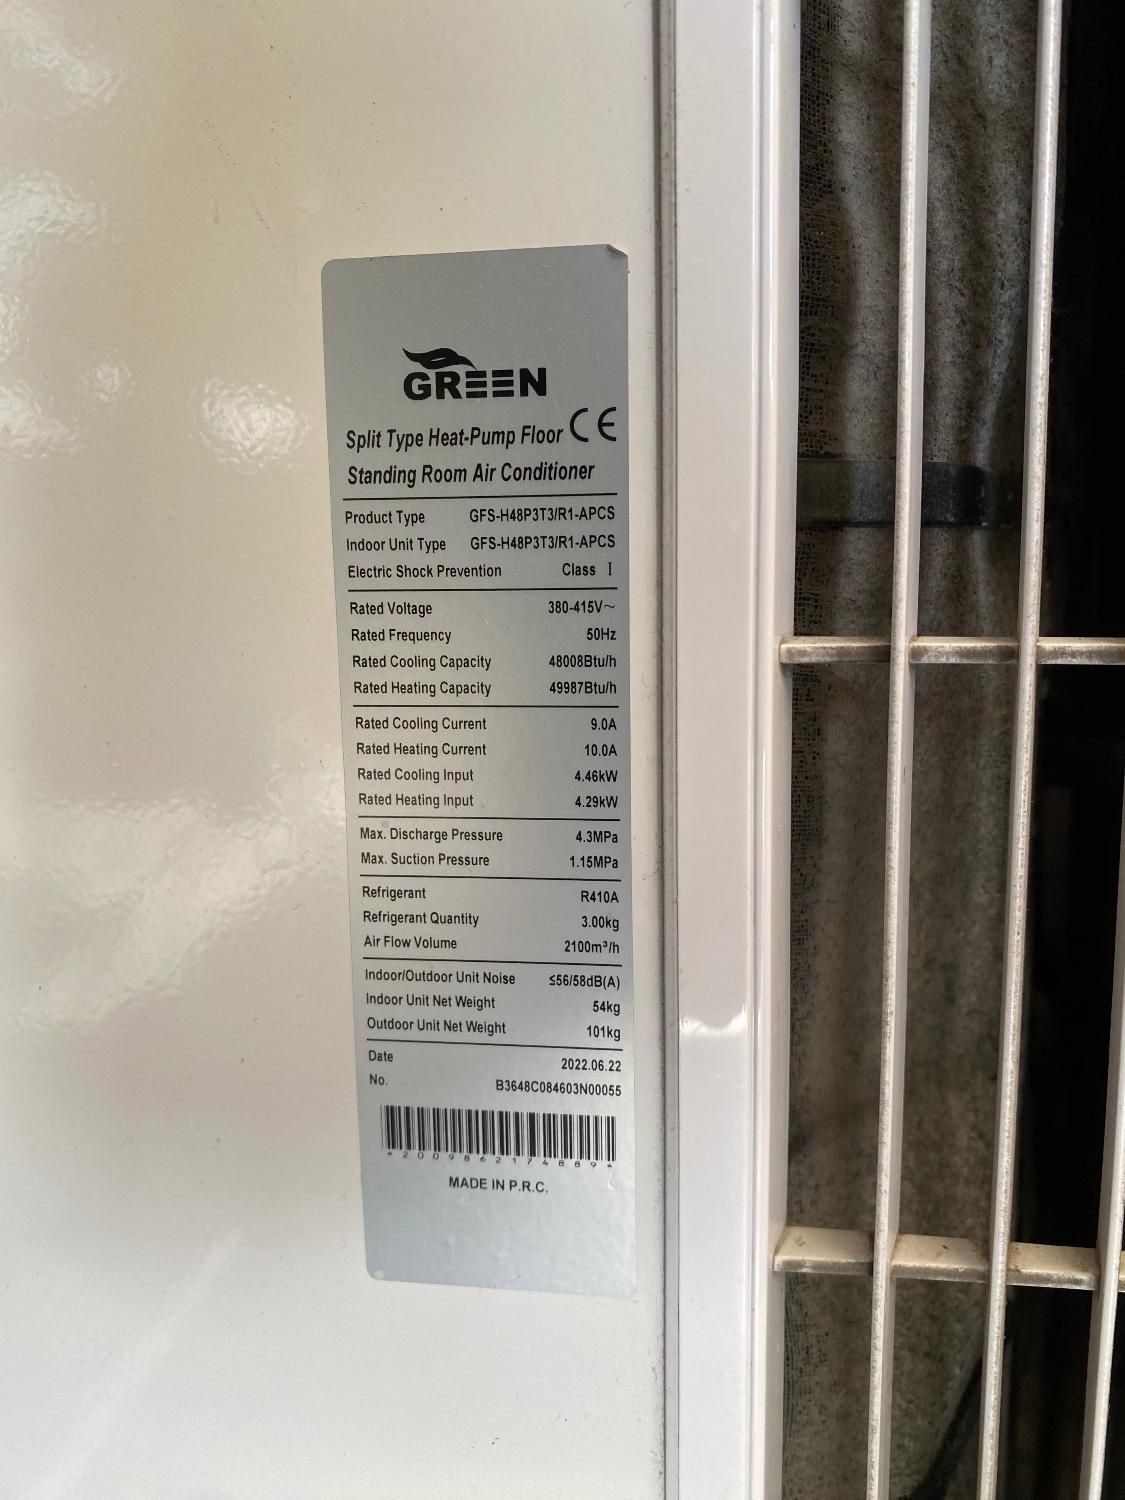 GREEN
Split Type Heat-Pump Floor CE
Standing Room Air Conditioner
Product Type GFS-H48P3T3/R1-APCS
Indoor Unit Type GFS-H48P3T3/R1-APCS
Electric Shock Prevention Class I
Rated Voltage 380-415V~
Rated Frequency 50Hz
Rated Cooling Capacity 48008Btu/h
Rated Heating Capacity 49987Btu/h
Rated Cooling Current 9.0A
Rated Heating Current 10.0A
Rated Cooling Input 4.46kW
Rated Heating Input 4.29kW
Max. Discharge Pressure 4.3MPa
Max. Suction Pressure 1.15MPa
Refrigerant R410A
Refrigerant Quantity 3.00kg
Air Flow Volume 2100m³/h
Indoor/Outdoor Unit Noise ≤56/58dB(A)
Indoor Unit Net Weight 54kg
Outdoor Unit Net Weight 101kg
Date 2022.06.22
No. B3648C084603N00055
*2009862174889*
MADE IN P.R.C.